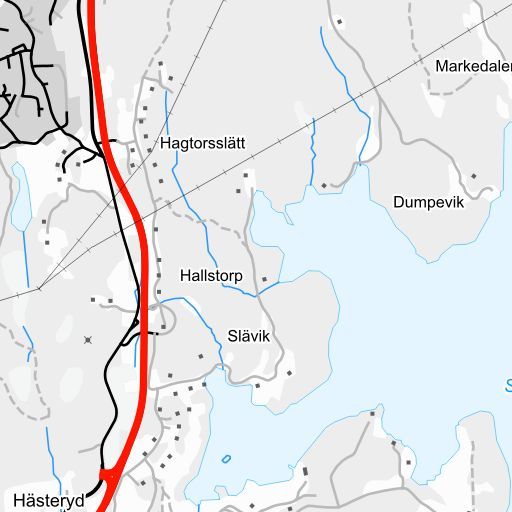 Markedalen
Hagtorsslätt
Dumpevik
Hallstorp
Slävik
S
Hästeryd